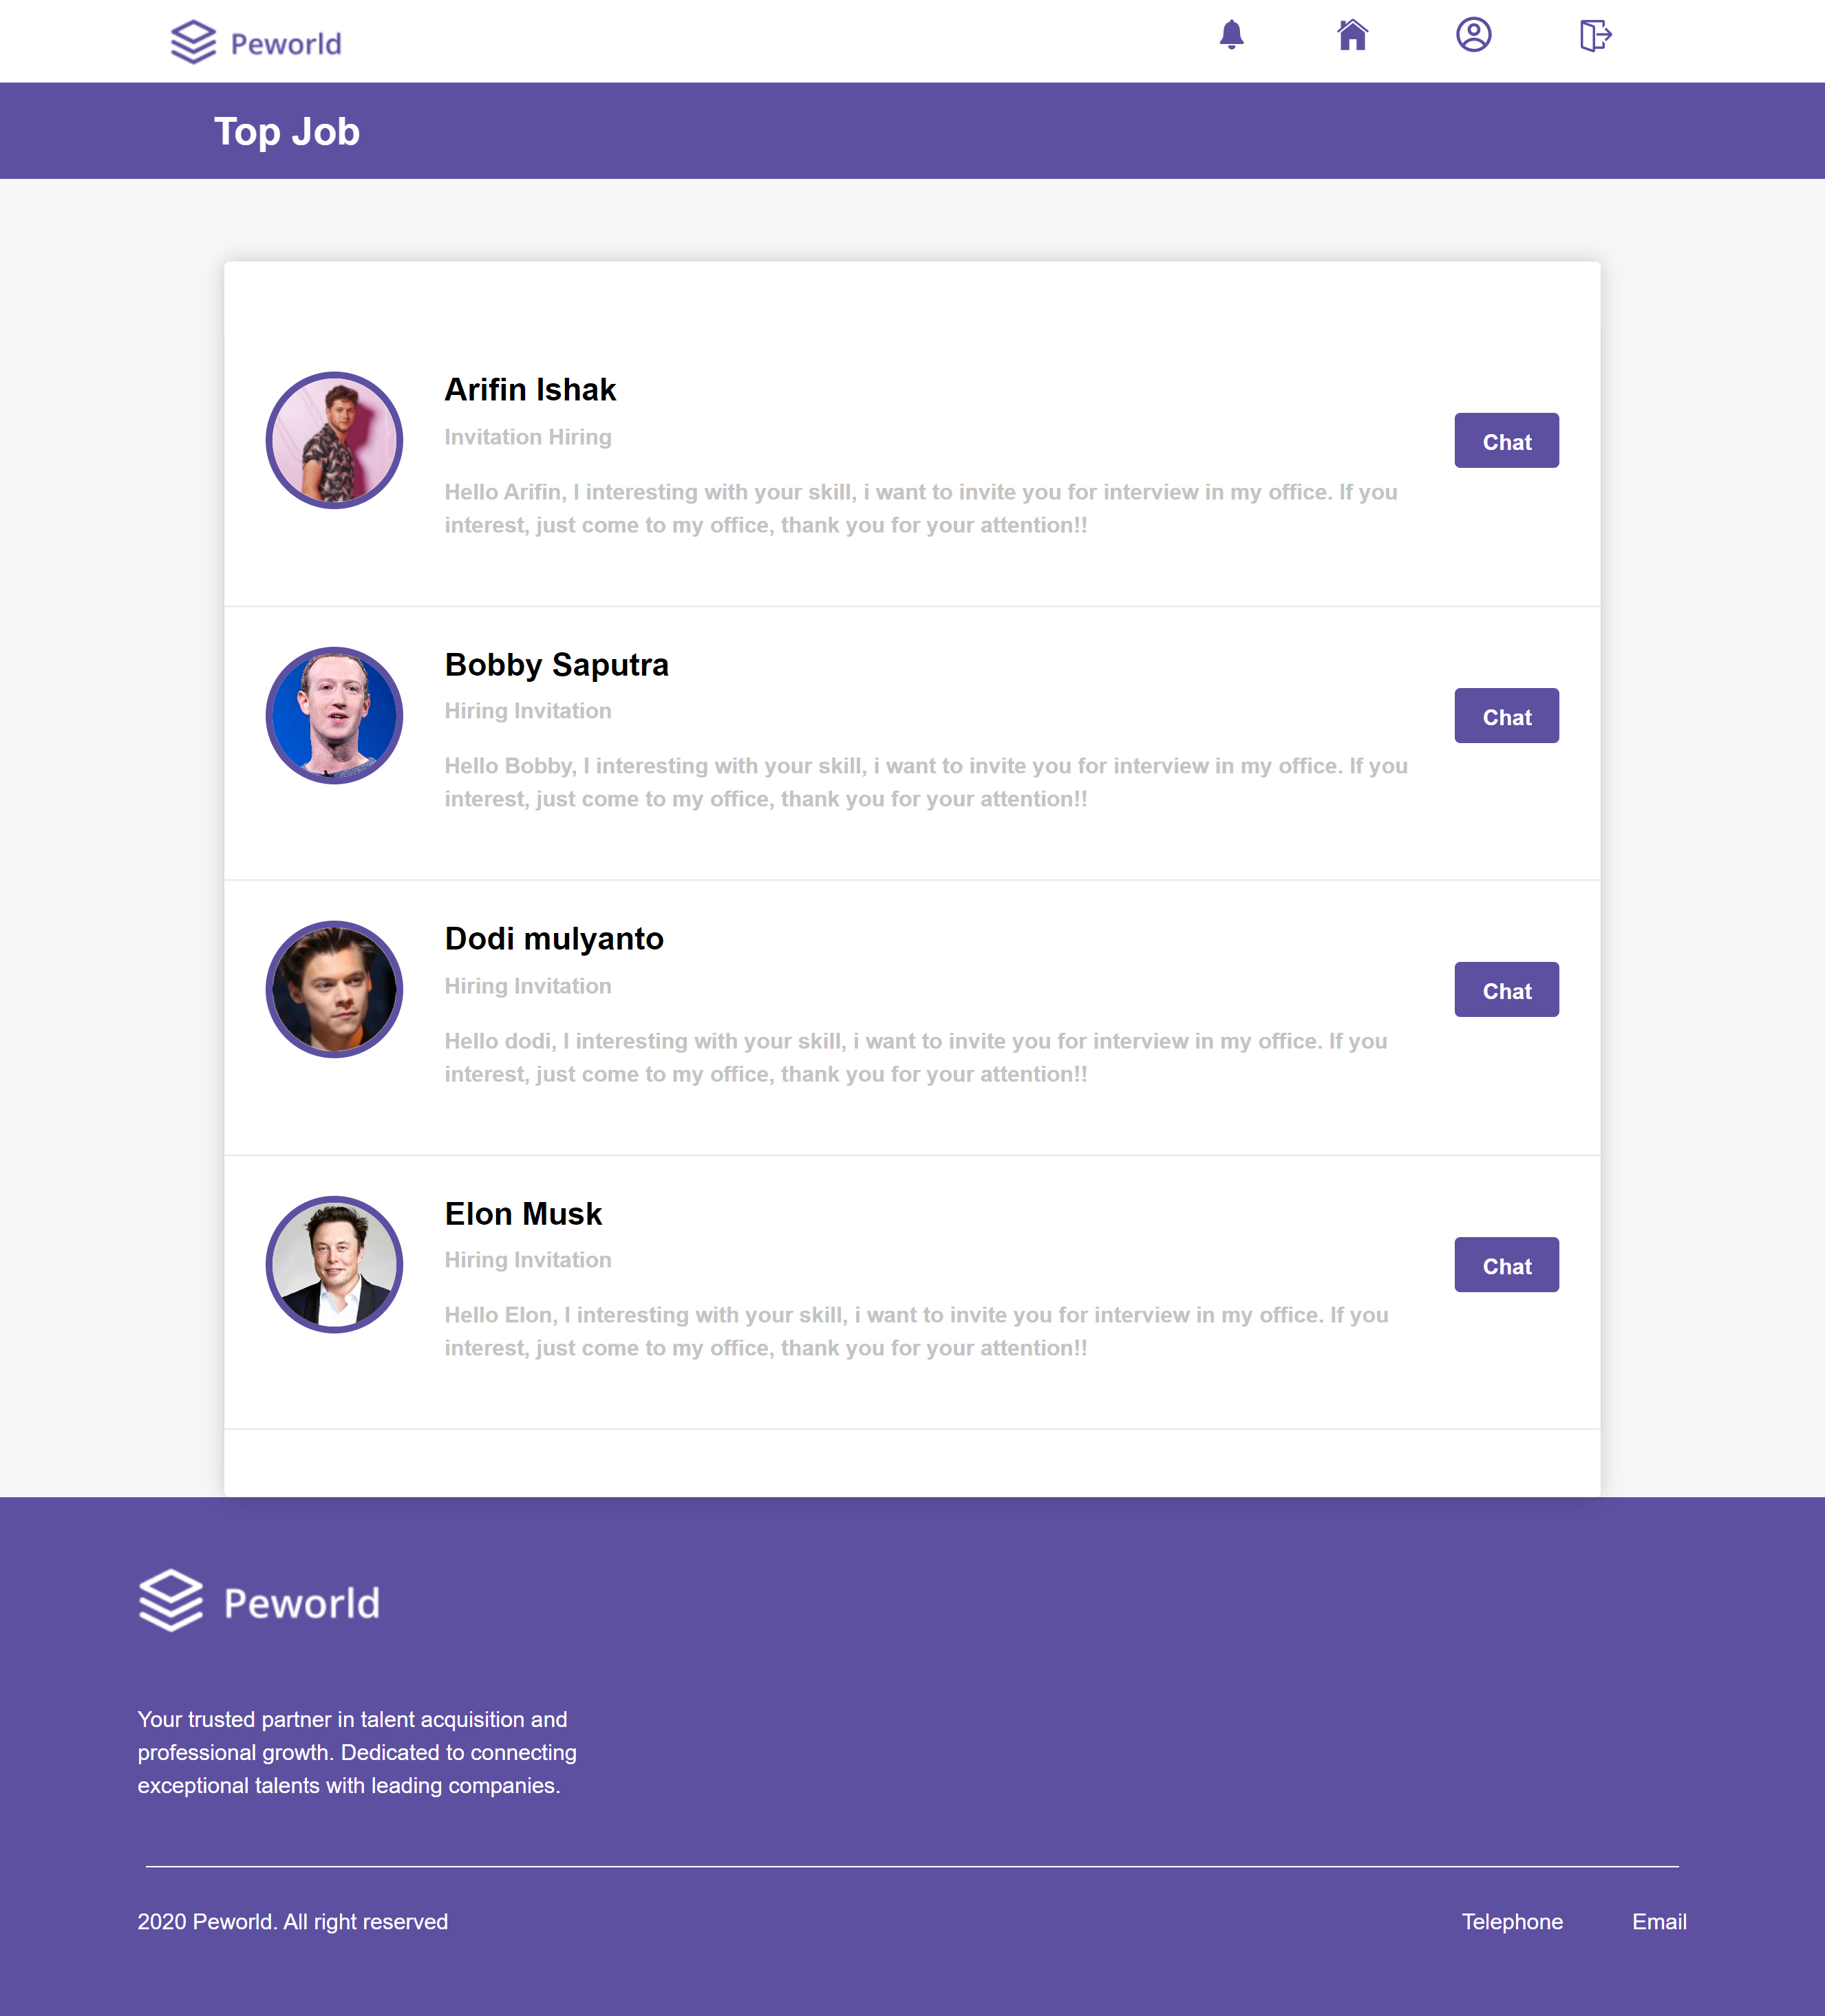 Peworld
Top Job
Arifin Ishak
Invitation Hiring
Hello Arifin, I interesting with your skill, i want to invite you for interview in my office. If you
interest, just come to my office, thank you for your attention!!
Chat
Bobby Saputra
Hiring Invitation
Hello Bobby, I interesting with your skill, i want to invite you for interview in my office. If you
interest, just come to my office, thank you for your attention!!
Chat
Dodi mulyanto
Hiring Invitation
Hello dodi, I interesting with your skill, i want to invite you for interview in my office. If you
interest, just come to my office, thank you for your attention!!
Chat
Elon Musk
Hiring Invitation
Hello Elon, I interesting with your skill, i want to invite you for interview in my office. If you
interest, just come to my office, thank you for your attention!!
Chat
Peworld
Your trusted partner in talent acquisition and
professional growth. Dedicated to connecting
exceptional talents with leading companies.
2020 Peworld. All right reserved
Telephone
Email